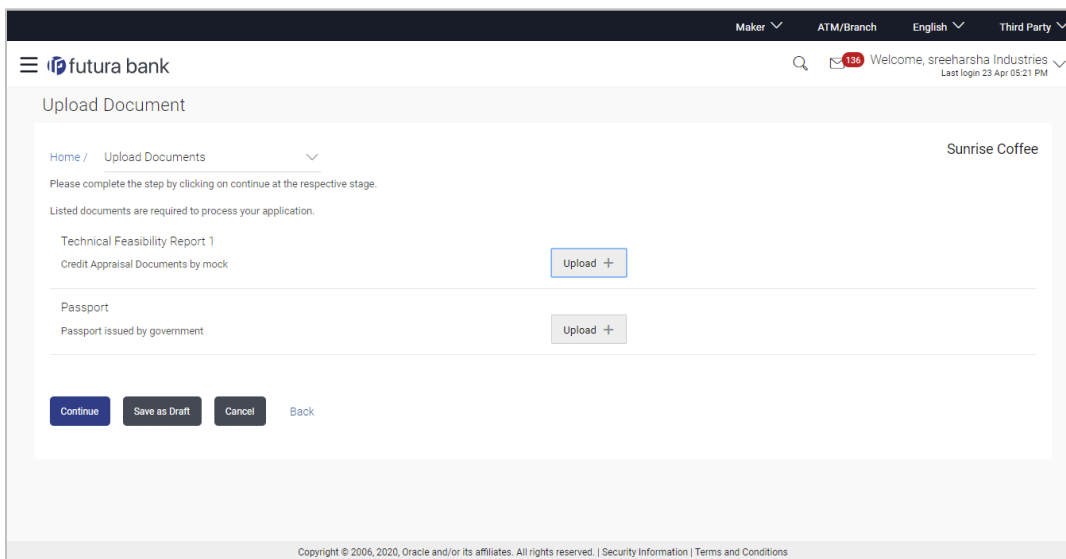 Maker ATM/Branch English Third Party
futura bank 136 Welcome, sreeharsha Industries
Last login 23 Apr 05:21 PM
Upload Document
Home / Upload Documents Sunrise Coffee
Please complete the step by clicking on continue at the respective stage.
Listed documents are required to process your application.
Technical Feasibility Report 1
Credit Appraisal Documents by mock Upload +
Passport
Passport issued by government Upload +
Continue Save as Draft Cancel Back
Copyright © 2006, 2020, Oracle and/or its affiliates. All rights reserved. | Security Information | Terms and Conditions